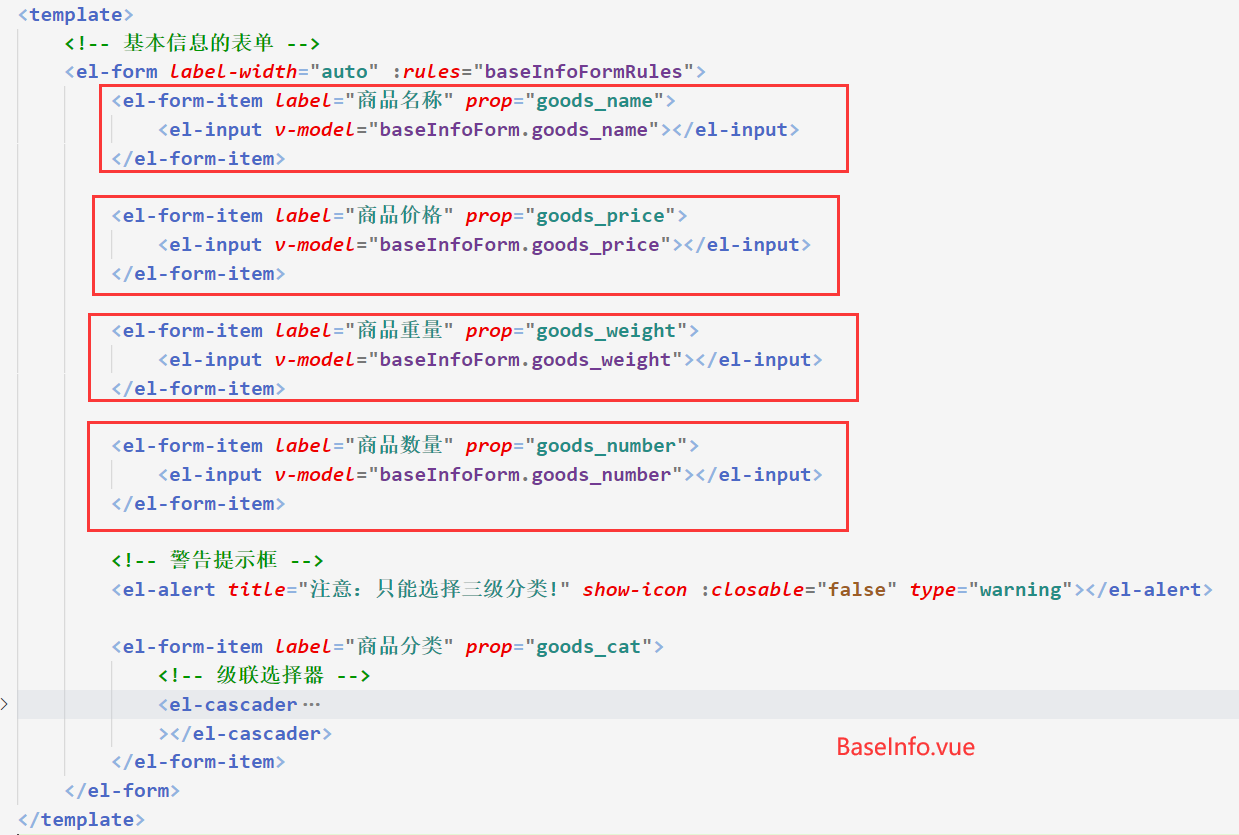 <template>
<!-- 基本信息的表单 -->
<el-form label-width="auto" :rules="baseInfoFormRules">
<el-form-item label="商品名称" prop="goods_name">
<el-input v-model="baseInfoForm.goods_name"></el-input>
</el-form-item>
<el-form-item label="商品价格" prop="goods_price">
<el-input v-model="baseInfoForm.goods_price"></el-input>
</el-form-item>
<el-form-item label="商品重量" prop="goods_weight">
<el-input v-model="baseInfoForm.goods_weight"></el-input>
</el-form-item>
<el-form-item label="商品数量" prop="goods_number">
<el-input v-model="baseInfoForm.goods_number"></el-input>
</el-form-item>
<!-- 警告提示框 -->
<el-alert title="注意：只能选择三级分类!" show-icon :closable="false" type="warning"></el-alert>
<el-form-item label="商品分类" prop="goods_cat">
<!-- 级联选择器 -->
<el-cascader ···
></el-cascader>
BaseInfo.vue
</el-form-item>
</el-form>
</template>